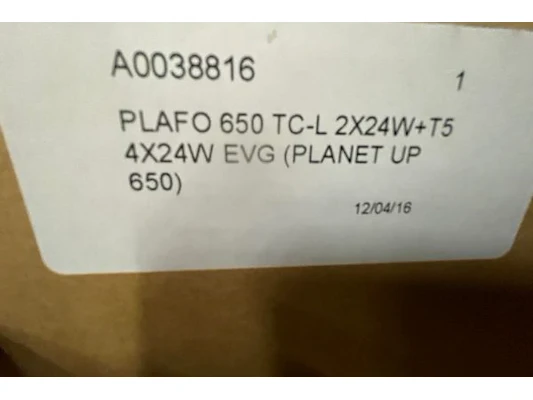 A0038816 1
PLAFO 650 TC-L 2X24W+T5
4X24W EVG (PLANET UP
650)
12/04/16